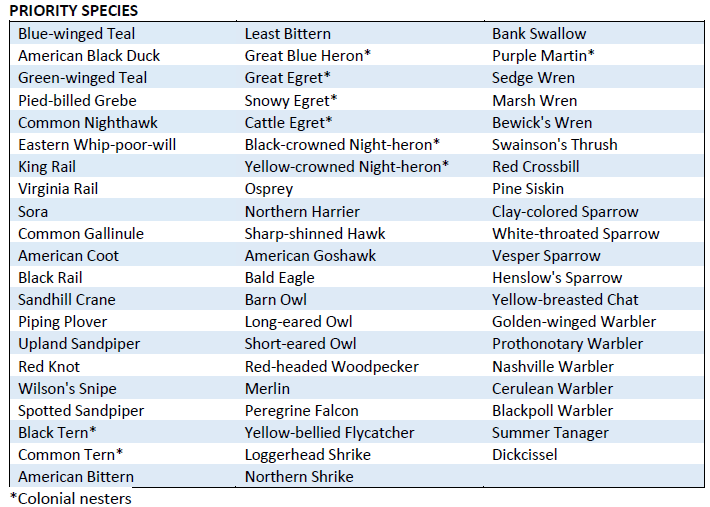 PRIORITY SPECIES
Blue-winged Teal Least Bittern Bank Swallow
American Black Duck Great Blue Heron* Purple Martin*
Green-winged Teal Great Egret* Sedge Wren
Pied-billed Grebe Snowy Egret* Marsh Wren
Common Nighthawk Cattle Egret* Bewick's Wren
Eastern Whip-poor-will Black-crowned Night-heron* Swainson's Thrush
King Rail Yellow-crowned Night-heron* Red Crossbill
Virginia Rail Osprey Pine Siskin
Sora Northern Harrier Clay-colored Sparrow
Common Gallinule Sharp-shinned Hawk White-throated Sparrow
American Coot American Goshawk Vesper Sparrow
Black Rail Bald Eagle Henslow's Sparrow
Sandhill Crane Barn Owl Yellow-breasted Chat
Piping Plover Long-eared Owl Golden-winged Warbler
Upland Sandpiper Short-eared Owl Prothonotary Warbler
Red Knot Red-headed Woodpecker Nashville Warbler
Wilson's Snipe Merlin Cerulean Warbler
Spotted Sandpiper Peregrine Falcon Blackpoll Warbler
Black Tern* Yellow-bellied Flycatcher Summer Tanager
Common Tern* Loggerhead Shrike Dickcissel
American Bittern Northern Shrike
*Colonial nesters